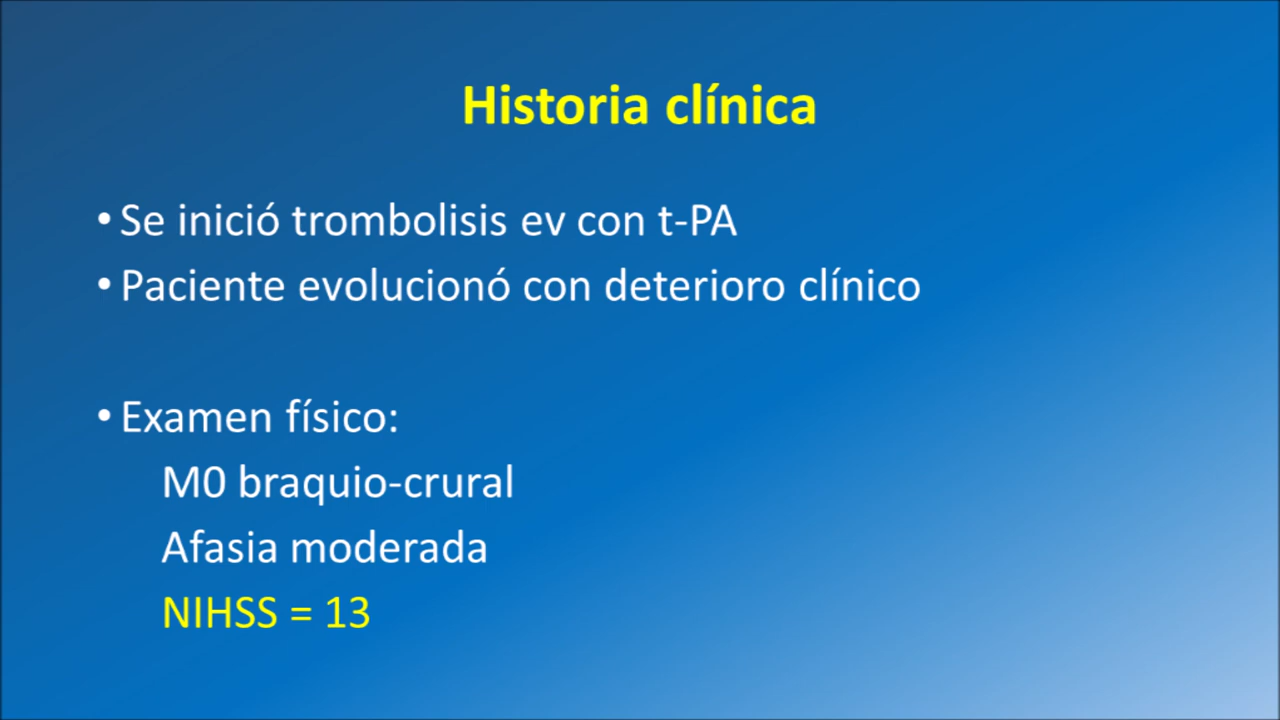 Historia clínica
• Se inició trombolisis ev con t-PA
• Paciente evolucionó con deterioro clínico
• Examen físico:
M0 braquio-crural
Afasia moderada
NIHSS = 13